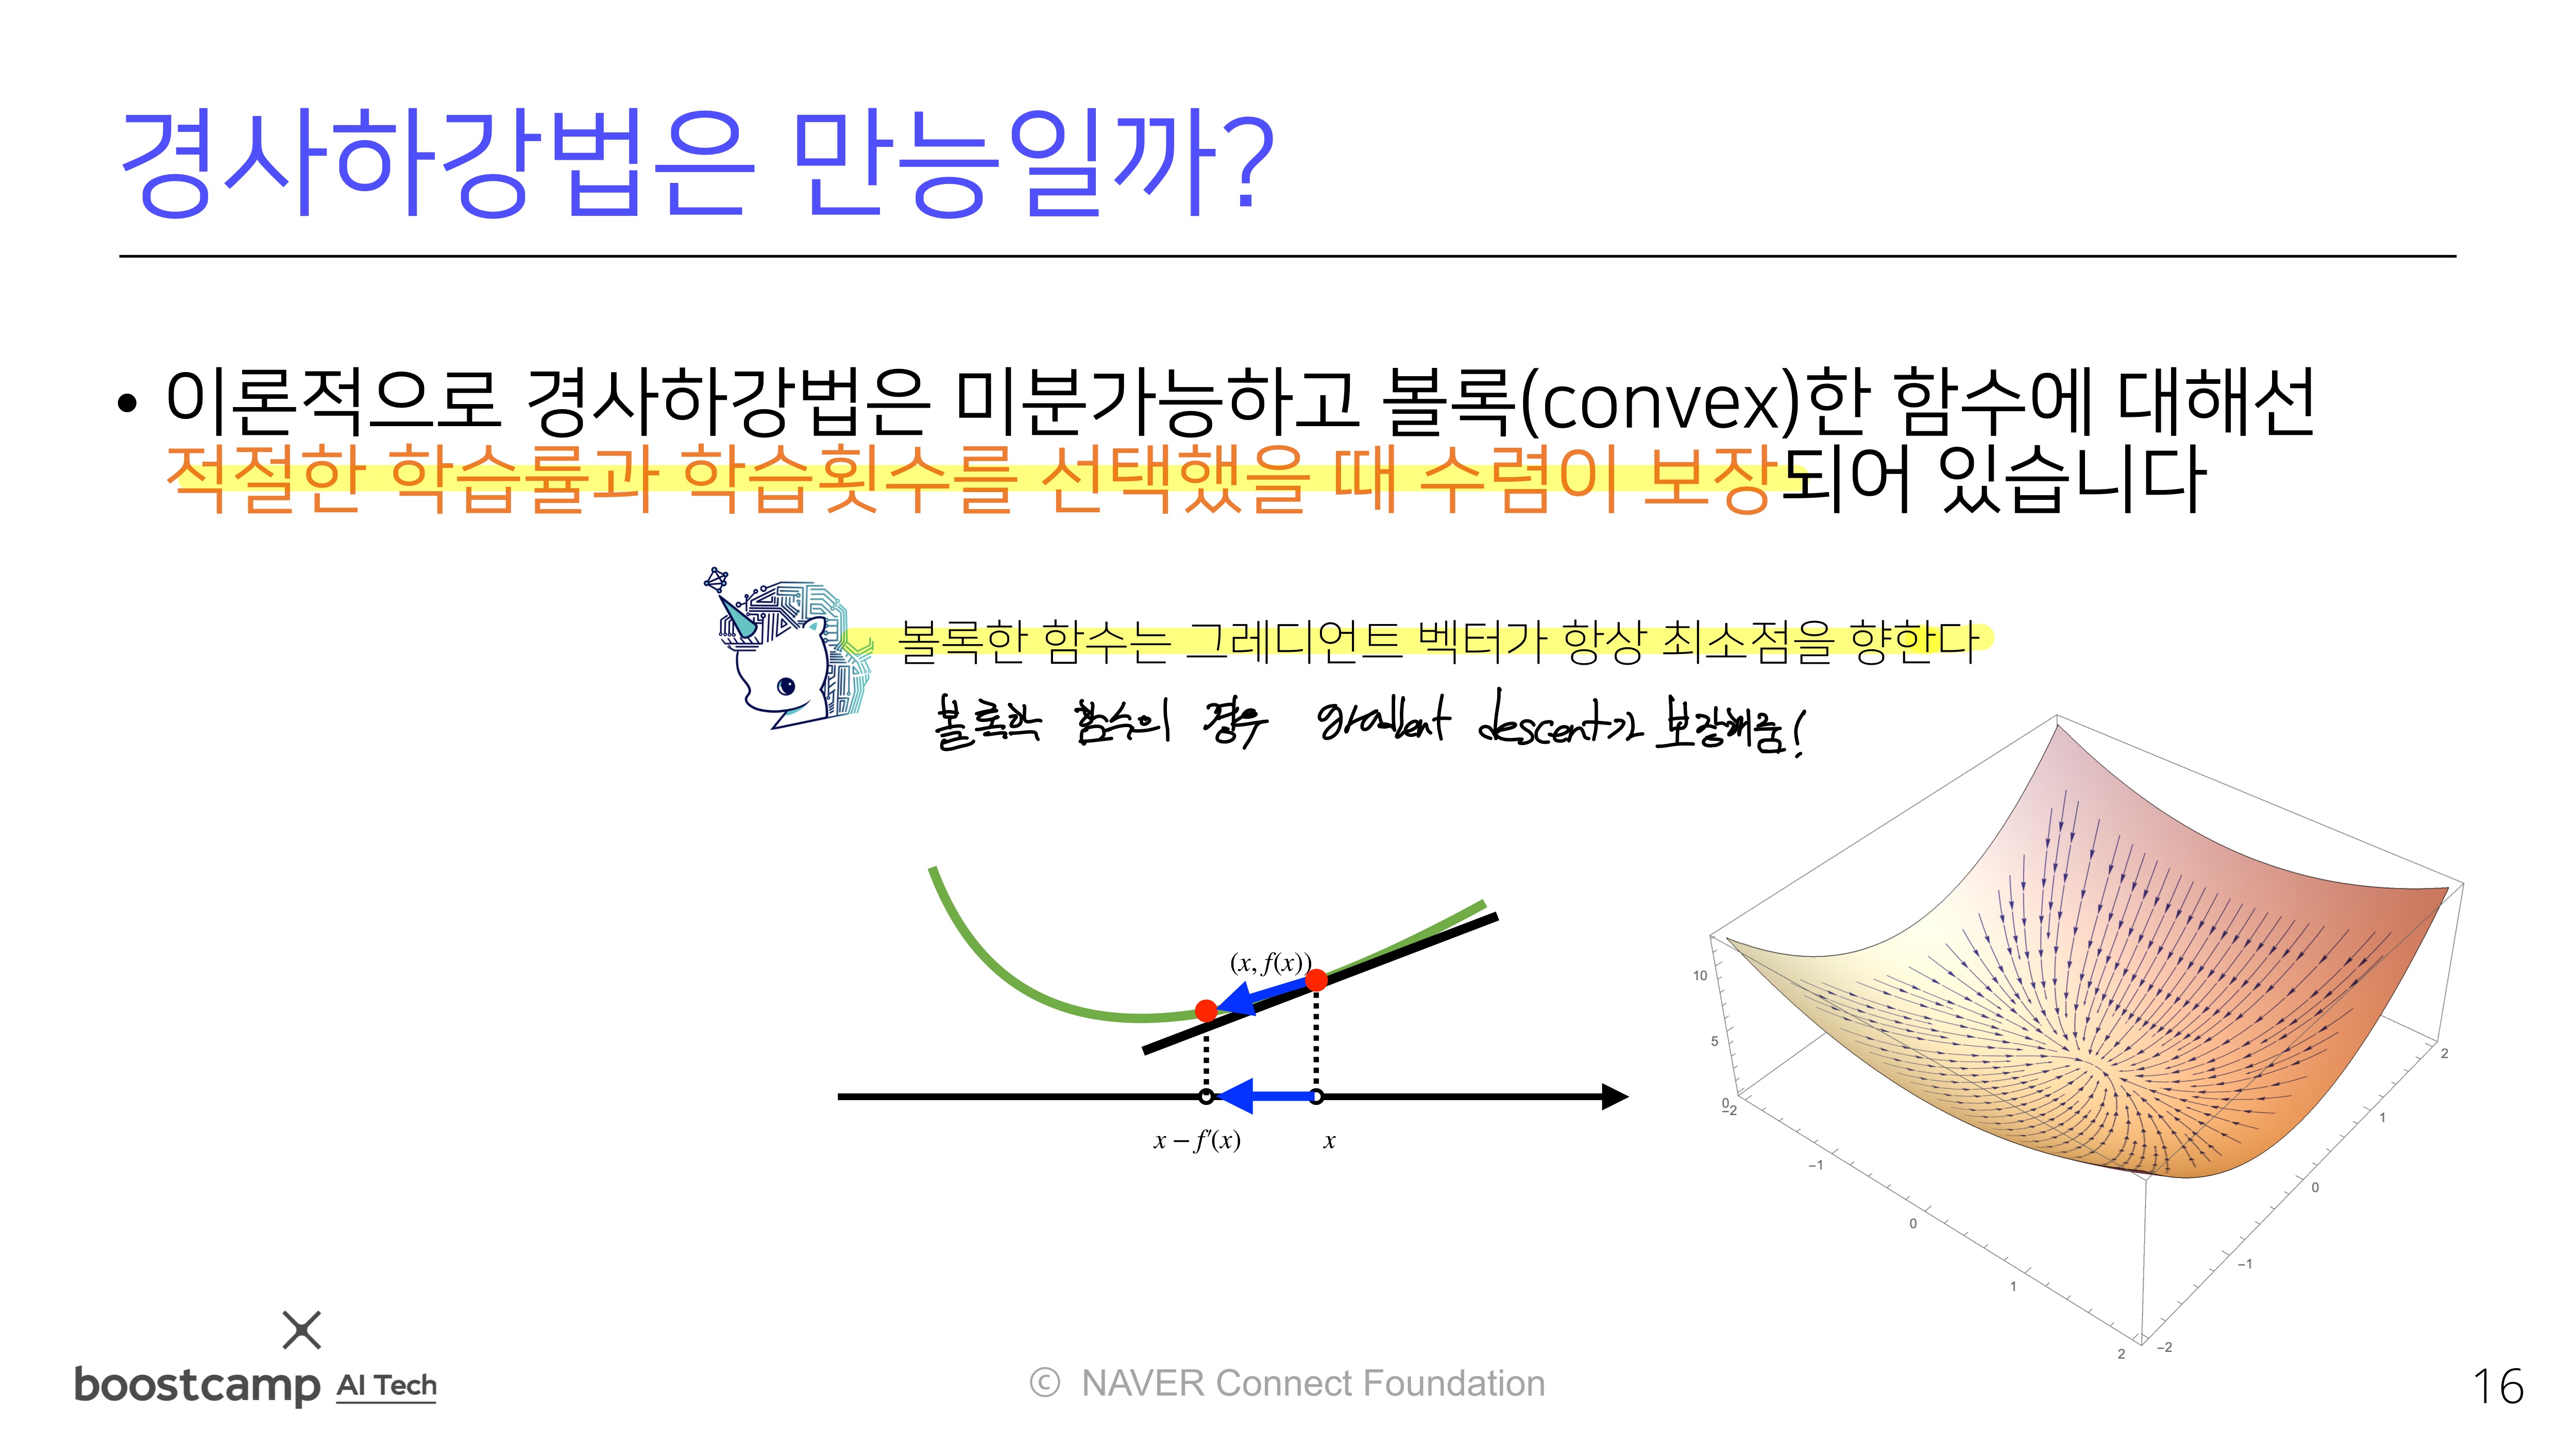 경사하강법은 만능일까?
• 이론적으로 경사하강법은 미분가능하고 볼록(convex)한 함수에 대해선
적절한 학습률과 학습횟수를 선택했을 때 수렴이 보장되어 있습니다
볼록한 함수는 그레디언트 벡터가 항상 최소점을 향한다
볼록한 함수의 경우 gradient descent가 보장해줌!
(x, f(x))
x − f′(x)
x
10
5
0
−2
−1
0
1
2
−2
−1
0
1
2
boostcamp AI Tech
© NAVER Connect Foundation
16